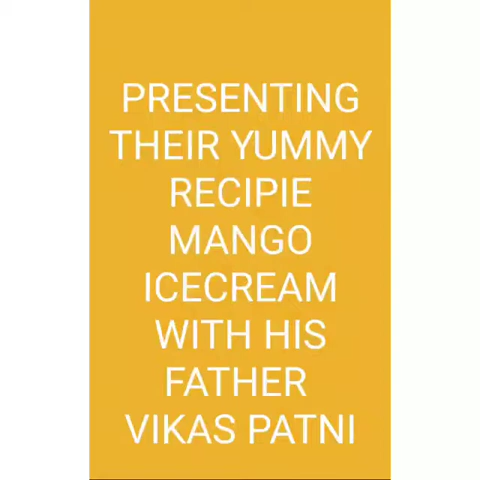 PRESENTING
THEIR YUMMY
RECIPIE
MANGO
ICECREAM
WITH HIS
FATHER
VIKAS PATNI